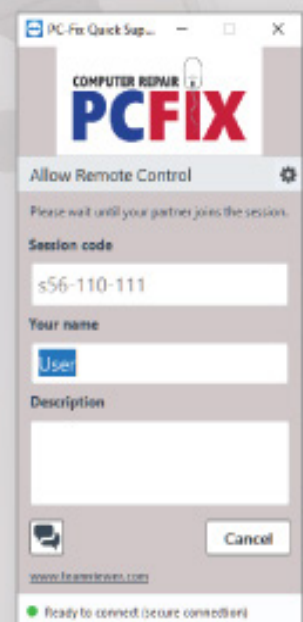 PC-Fix Quick Sup...
COMPUTER REPAIR
PCFIX
Allow Remote Control
Please wait until your partner joins the session.
Session code
s56-110-111
Your name
User
Description
Cancel
www.teamviewer.com
Ready to connect (secure connection)